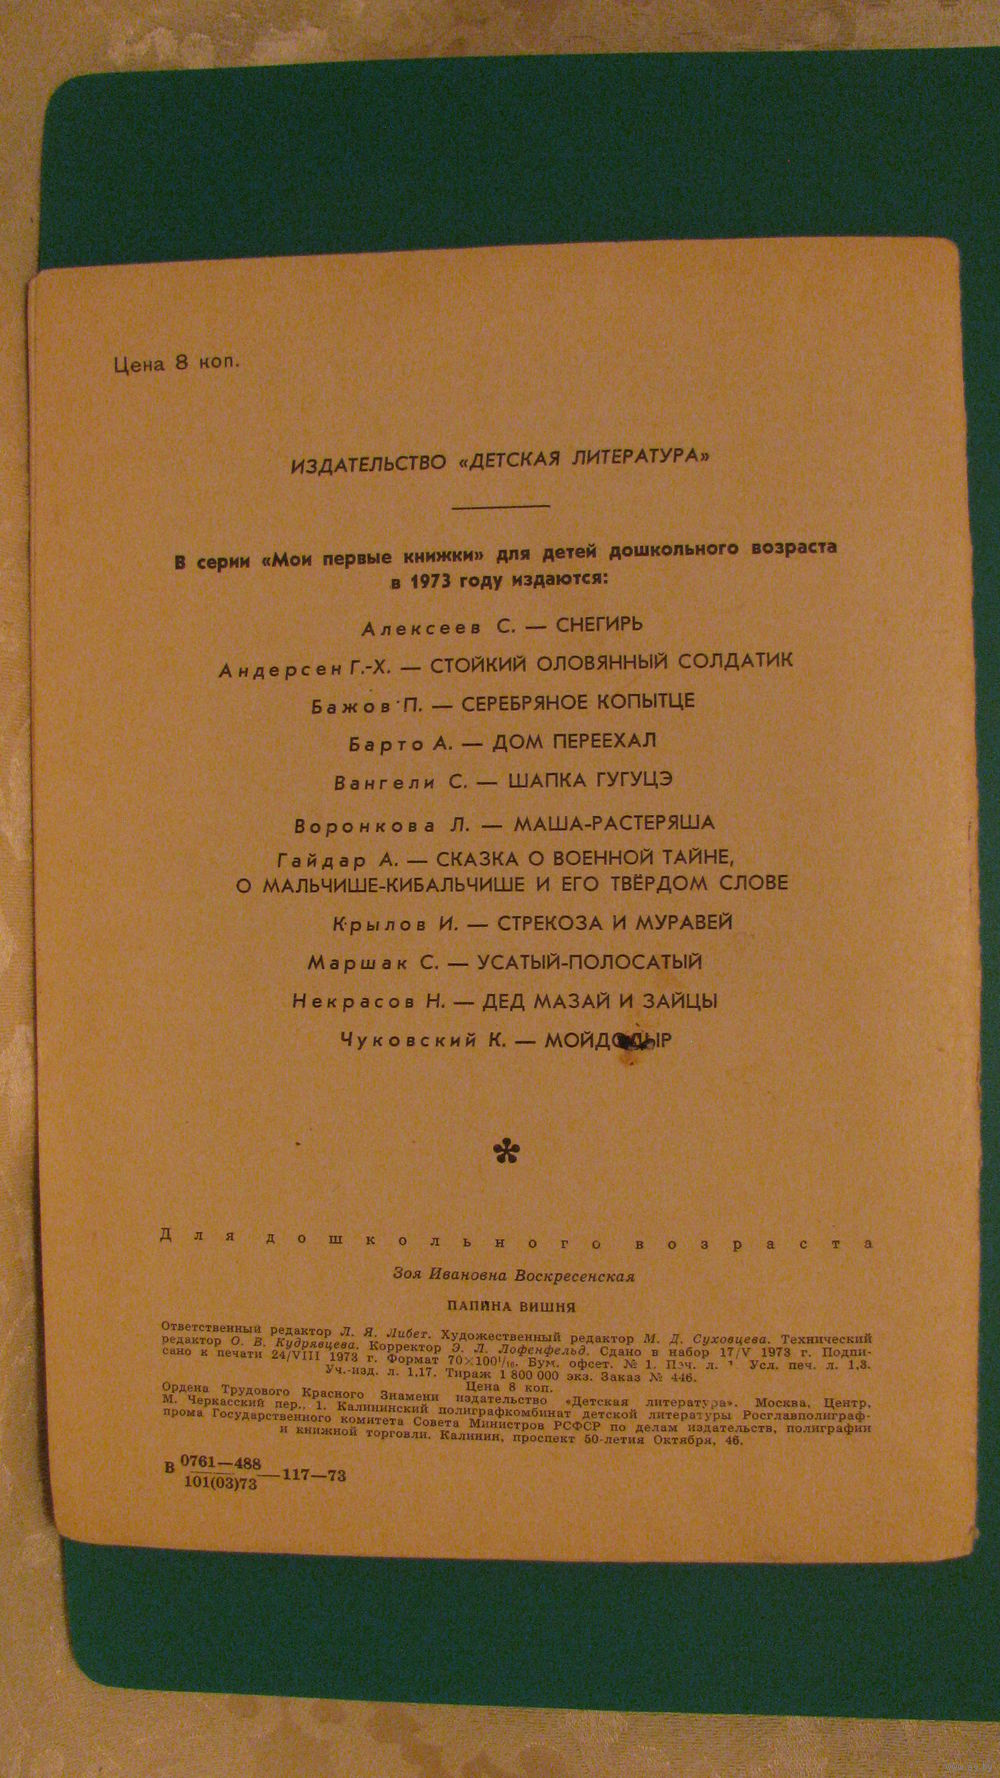 Цена 8 коп.
ИЗДАТЕЛЬСТВО «ДЕТСКАЯ ЛИТЕРАТУРА»
В серии «Мои первые книжки» для детей дошкольного возраста
в 1973 году издаются:
Алексеев С. — СНЕГИРЬ
Андерсен Г.-Х. — СТОЙКИЙ ОЛОВЯННЫЙ СОЛДАТИК
Бажов П. — СЕРЕБРЯНОЕ КОПЫТЦЕ
Барто А. — ДОМ ПЕРЕЕХАЛ
Вангели С. — ШАПКА ГУГУЦЭ
Воронкова Л. — МАША-РАСТЕРЯША
Гайдар А. — СКАЗКА О ВОЕННОЙ ТАЙНЕ,
О МАЛЬЧИШЕ-КИБАЛЬЧИШЕ И ЕГО ТВЁРДОМ СЛОВЕ
Крылов И. — СТРЕКОЗА И МУРАВЕЙ
Маршак С. — УСАТЫЙ-ПОЛОСАТЫЙ
Некрасов Н. — ДЕД МАЗАЙ И ЗАЙЦЫ
Чуковский К. — МОЙДОДЫР
*
Для дошкольного возраста
Зоя Ивановна Воскресенская
ПАПИНА ВИШНЯ
Ответственный редактор Л. Я. Либет. Художественный редактор М. Д. Суховцева. Технический
редактор О. В. Кудрявцева. Корректор Э. Л. Лофенфельд. Сдано в набор 17/V 1973 г. Подпи-
сано к печати 24/VIII 1973 г. Формат 70×100¹/₁₆. Бум. офсет. № 1. Печ. л. Усл. печ. л. 1,3.
Уч.-изд. л. 1,17. Тираж 1 800 000 экз. Заказ № 446.
Цена 8 коп.
Ордена Трудового Красного Знамени издательство «Детская литература». Москва, Центр,
М. Черкасский пер., 1. Калининский полиграфкомбинат детской литературы Росглавполиграф-
прома Государственного комитета Совета Министров РСФСР по делам издательств, полиграфии
и книжной торговли. Калинин, проспект 50-летия Октября, 46.
В 0761—488
101(03)73 —117—73